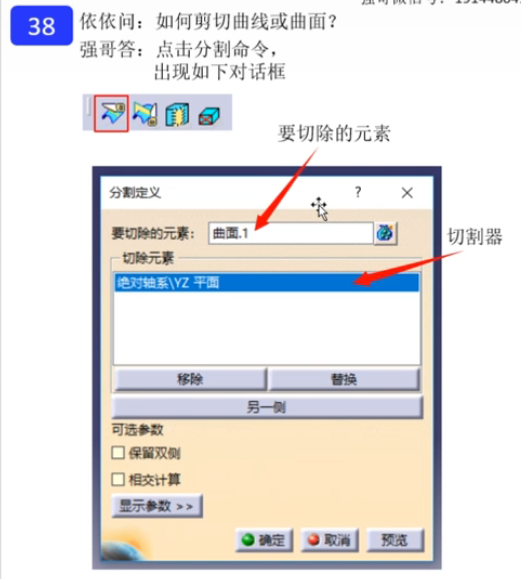 38
依依问：如何剪切曲线或曲面？
强哥答：点击分割命令，
出现如下对话框
要切除的元素
分割定义
?
要切除的元素：
曲面.1
切割器
切除元素
绝对轴系\YZ 平面
移除
替换
另一侧
可选参数
保留双侧
相交计算
显示参数 >>
确定
取消
预览